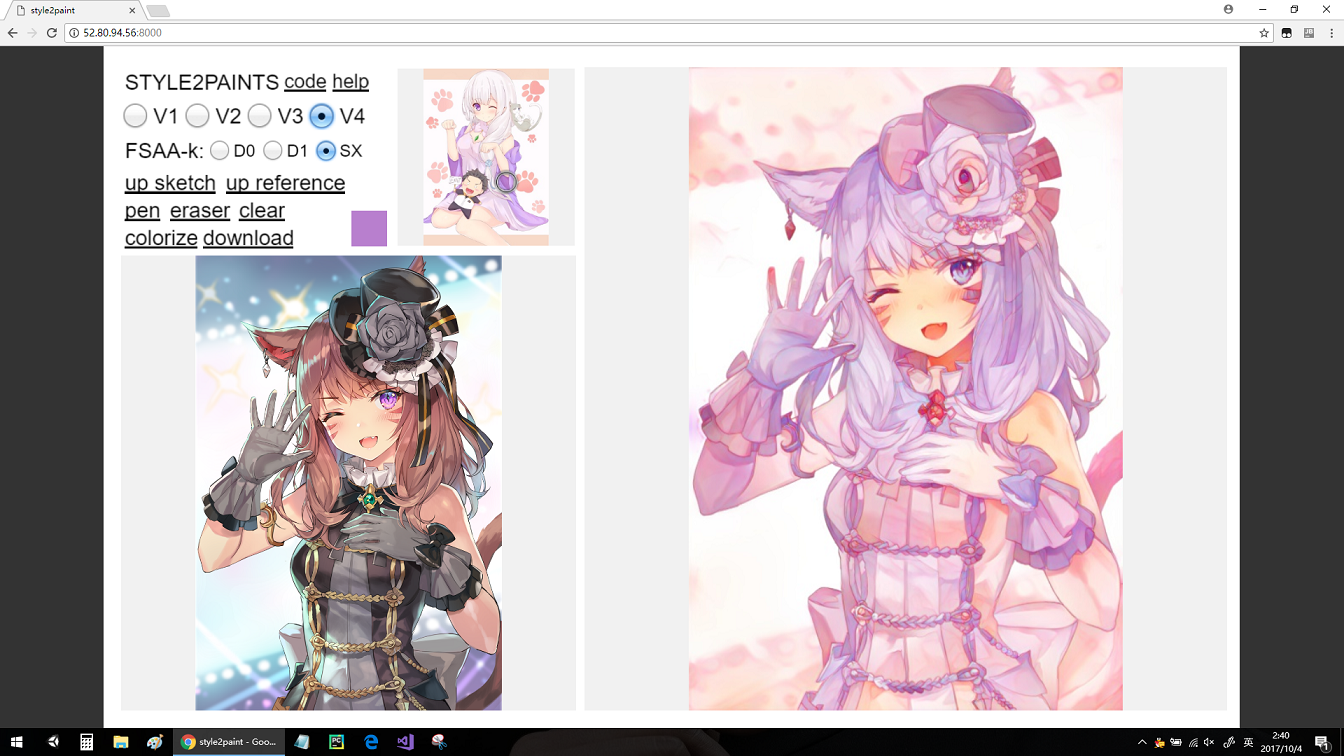 style2paint
52.80.94.56:8000
STYLE2PAINTS code help
V1 V2 V3 V4
FSAA-k: D0 D1 SX
up sketch up reference
pen eraser clear
colorize download
style2paint - Goo...
英
2:40
2017/10/4